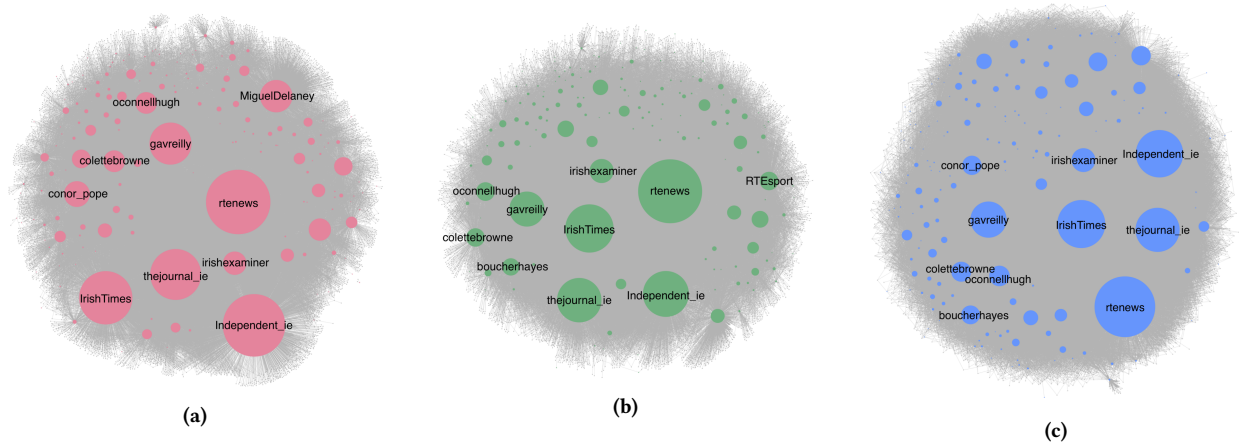 oconnellhugh
MiguelDelaney
gavreilly
colettebrowne
conor_pope
rtenews
irishexaminer
thejournal_ie
IrishTimes
Independent_ie
(a)
irishexaminer
RTEsport
rtenews
oconnellhugh
gavreilly
IrishTimes
colettebrowne
boucherhayes
thejournal_ie
Independent_ie
(b)
Independent_ie
irishexaminer
conor_pope
gavreilly
IrishTimes
thejournal_ie
colettebrowne
oconnellhugh
boucherhayes
rtenews
(c)